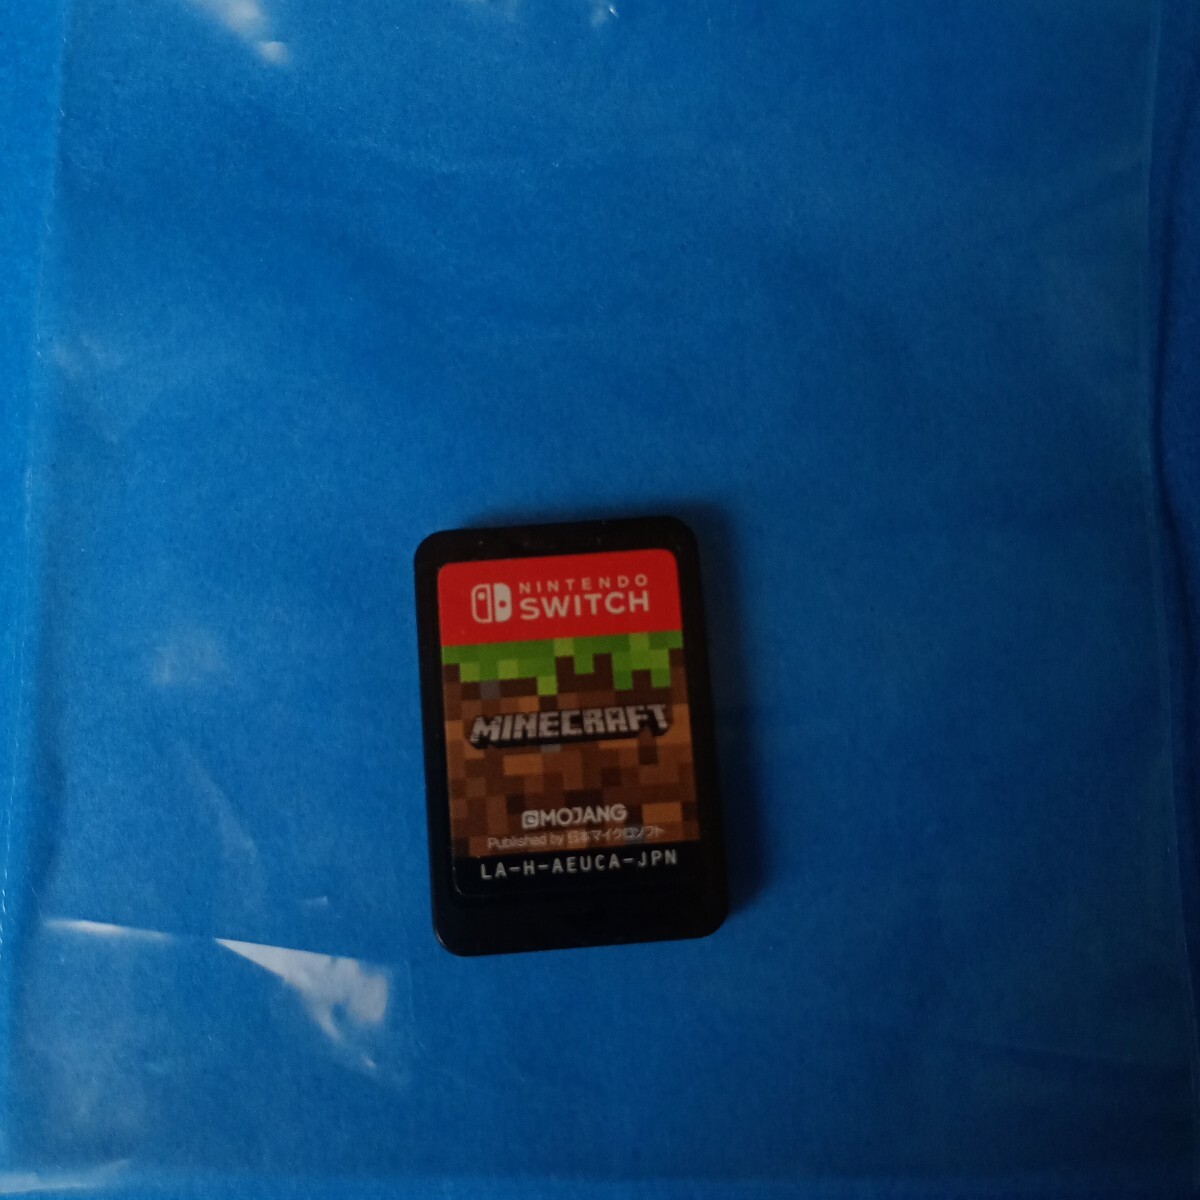 NINTENDO
SWITCH
MINECRAFT
MOJANG
Published by 日本マイクロソフト
LA-H-AEUCA-JPN